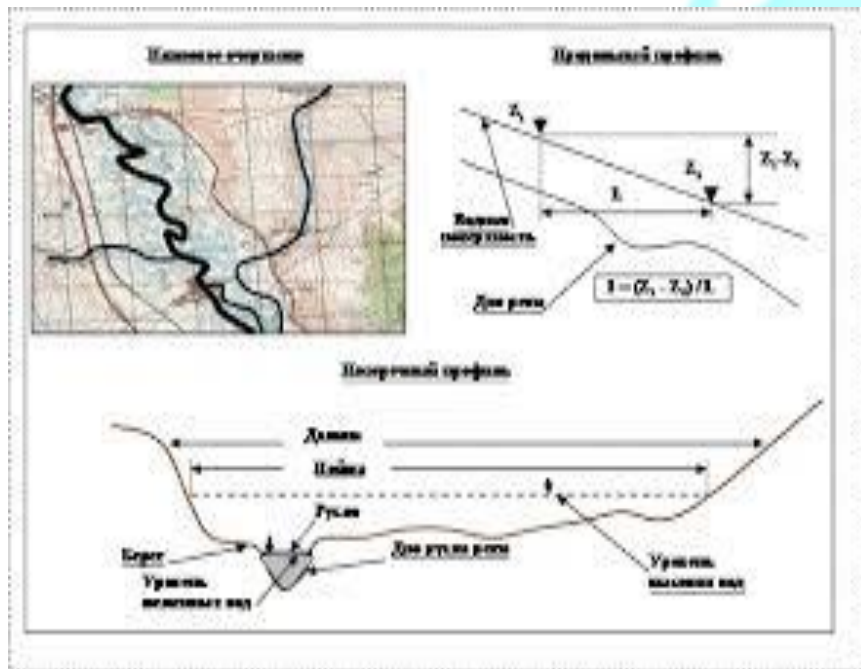 Плановое очертание
Продольный профиль
Z₁
Z₂
Z₁-Z₂
L
Водная
поверхность
Дно реки
I = (Z₁ - Z₂) / L
Поперечный профиль
Долина
Пойма
Русло
Берег
Дно русла реки
Уровень
меженных вод
Уровень
высоких вод